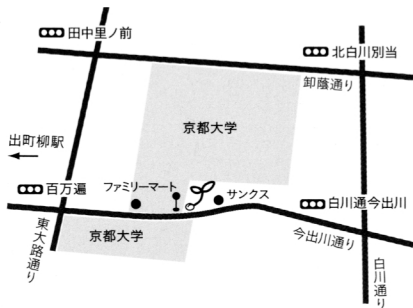 田中里ノ前
北白川別当
卸蔭通り
京都大学
出町柳駅
百万遍
ファミリーマート
サンクス
白川通今出川
東大路通り
京都大学
今出川通り
白川通り